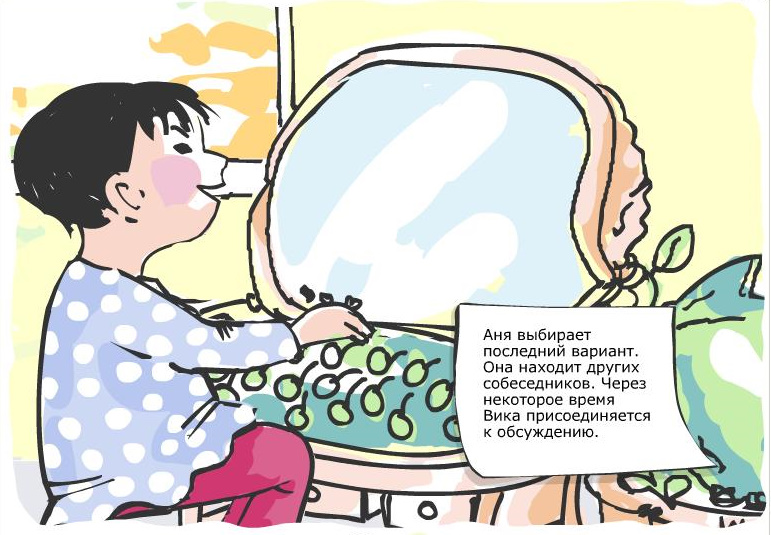 Аня выбирает
последний вариант.
Она находит других
собеседников. Через
некоторое время
Вика присоединяется
к обсуждению.